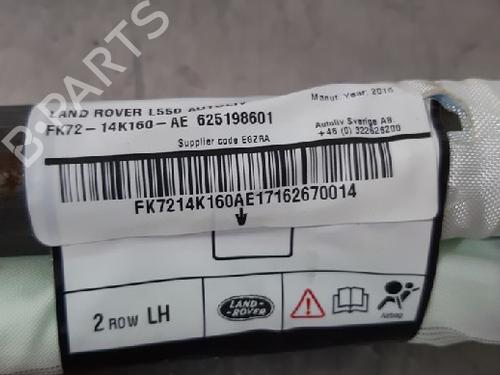 B-PARTS
LAND ROVER L550 AUTOLIV
Manuf. Year: 2016
FK72-14K160-AE 625198601
Autoliv Sverige AB.
+46 (0) 322626200
Supplier code EGZRA
FK7214K160AE17162670014
2 ROW LH
LAND-
ROVER
Airbag